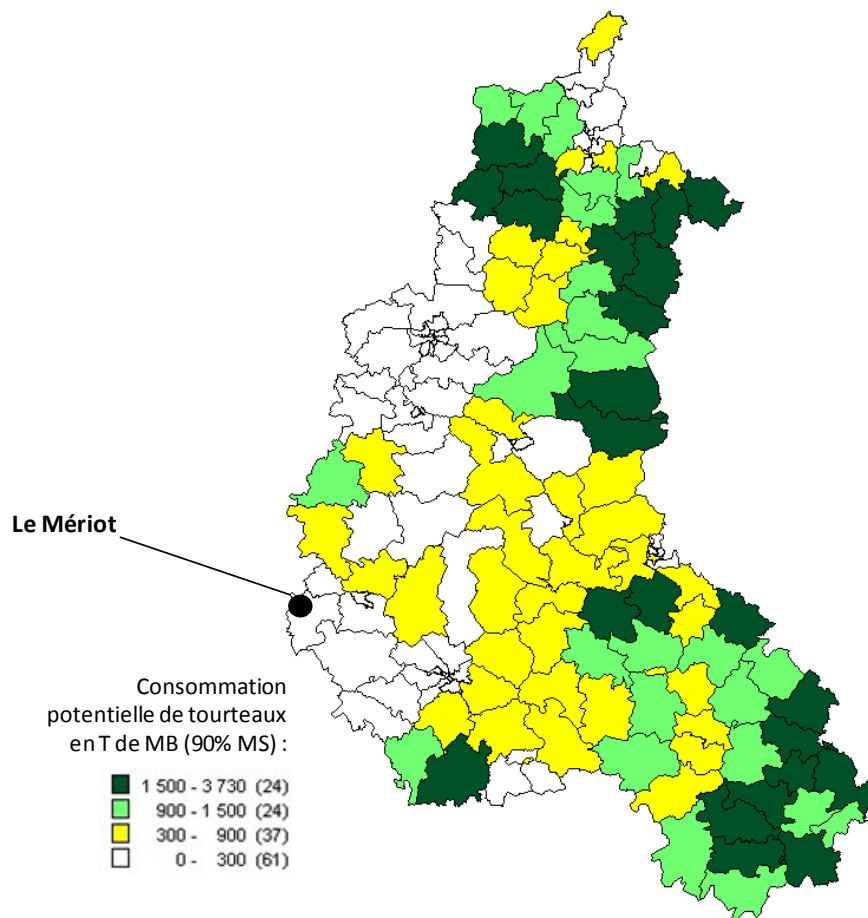 Le Mériot
Consommation
potentielle de tourteaux
en T de MB (90% MS) :
1 500 - 3 730 (24)
900 - 1 500 (24)
300 - 900 (37)
0 - 300 (61)